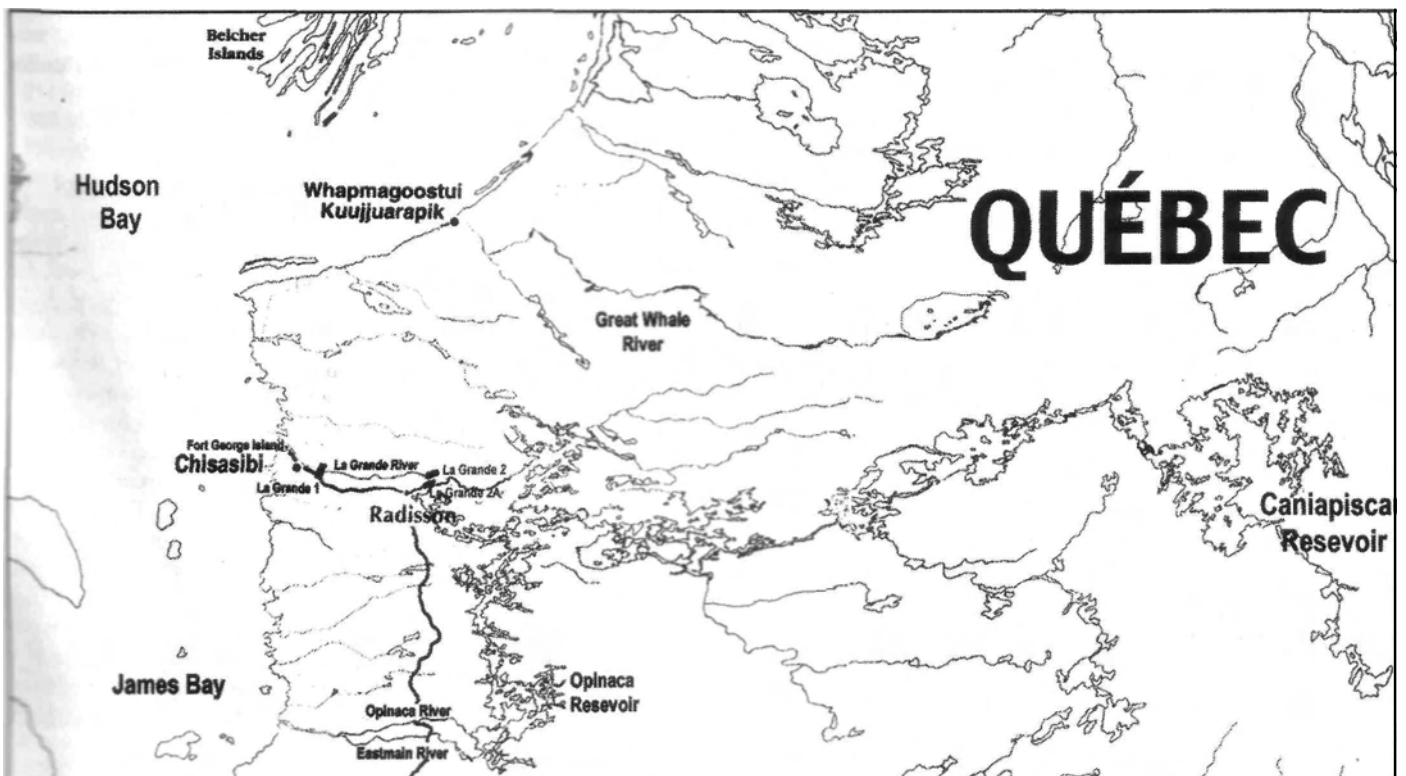 Belcher
Islands
Hudson
Bay
Whapmagoostui
Kuujjuarapik
QUÉBEC
Great Whale
River
Fort George Island
Chisasibi
La Grande River
La Grande 2
La Grande 1
La Grande 2A
Radisson
Caniapisca
Resevoir
James Bay
Opinaca
Resevoir
Opinaca River
Eastmain River